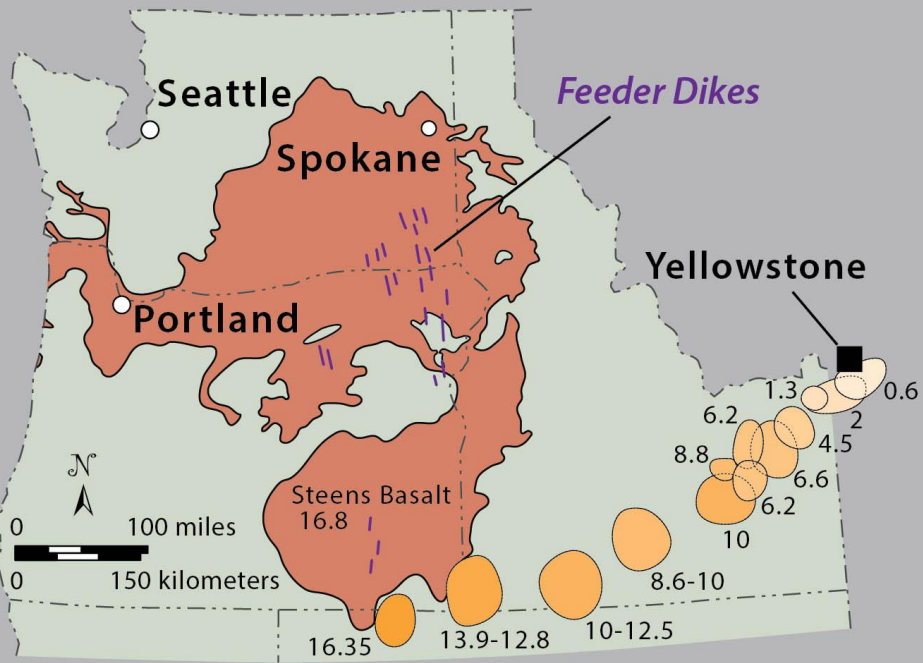 Seattle
Feeder Dikes
Spokane
Yellowstone
Portland
1.3
0.6
2
6.2
4.5
8.8
6.6
6.2
Steens Basalt
16.8
10
N
0 100 miles
0 150 kilometers
8.6-10
16.35
13.9-12.8
10-12.5